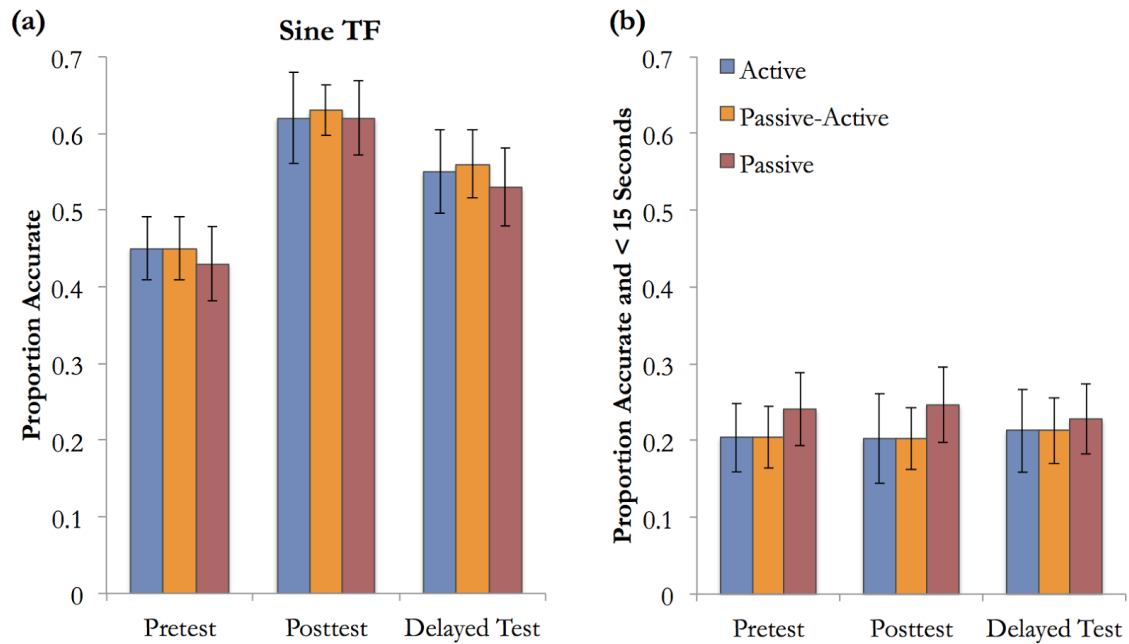 (a)
Sine TF
Proportion Accurate
0.7
0.6
0.5
0.4
0.3
0.2
0.1
0
Pretest
Posttest
Delayed Test
(b)
Proportion Accurate and < 15 Seconds
0.7
0.6
0.5
0.4
0.3
0.2
0.1
0
Active
Passive-Active
Passive
Pretest
Posttest
Delayed Test